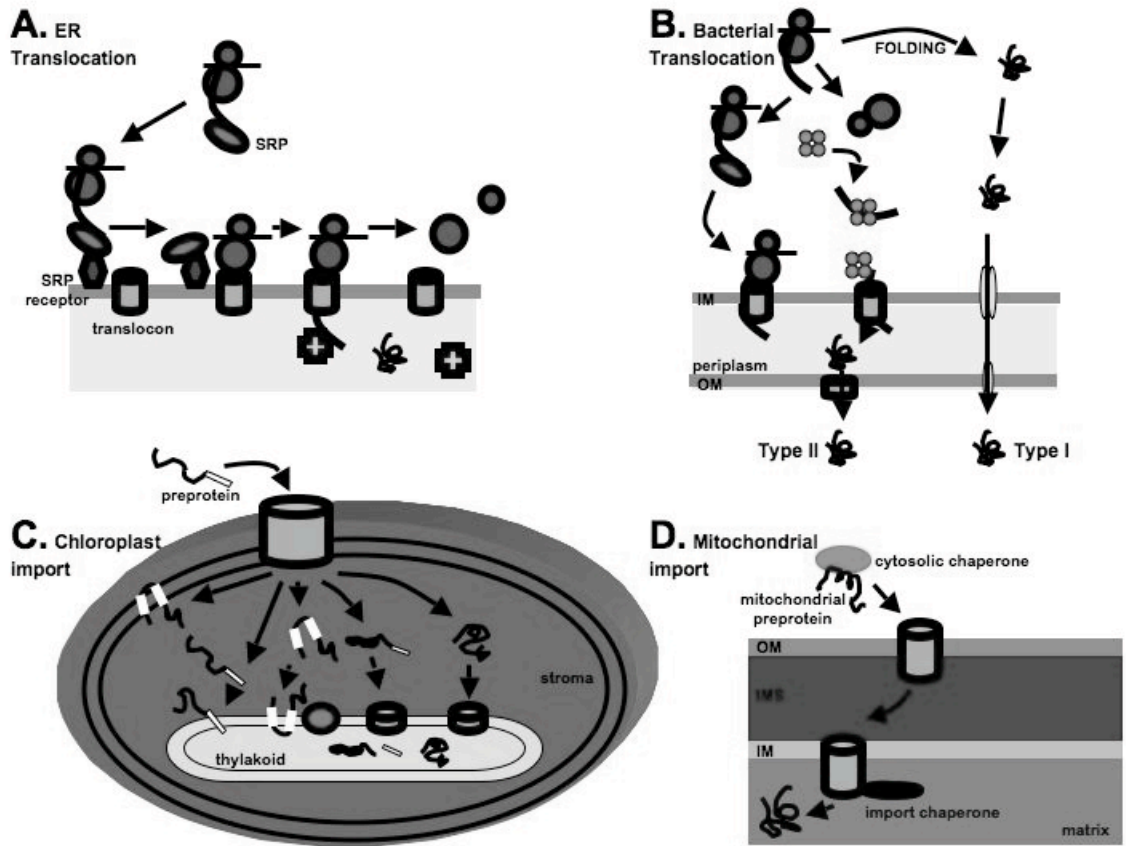 A. ER
Translocation
SRP
SRP
receptor
translocon
B. Bacterial
Translocation
FOLDING
IM
periplasm
OM
Type II
Type I
preprotein
C. Chloroplast
import
stroma
thylakoid
D. Mitochondrial
import
cytosolic chaperone
mitochondrial
preprotein
OM
IMS
IM
import chaperone
matrix